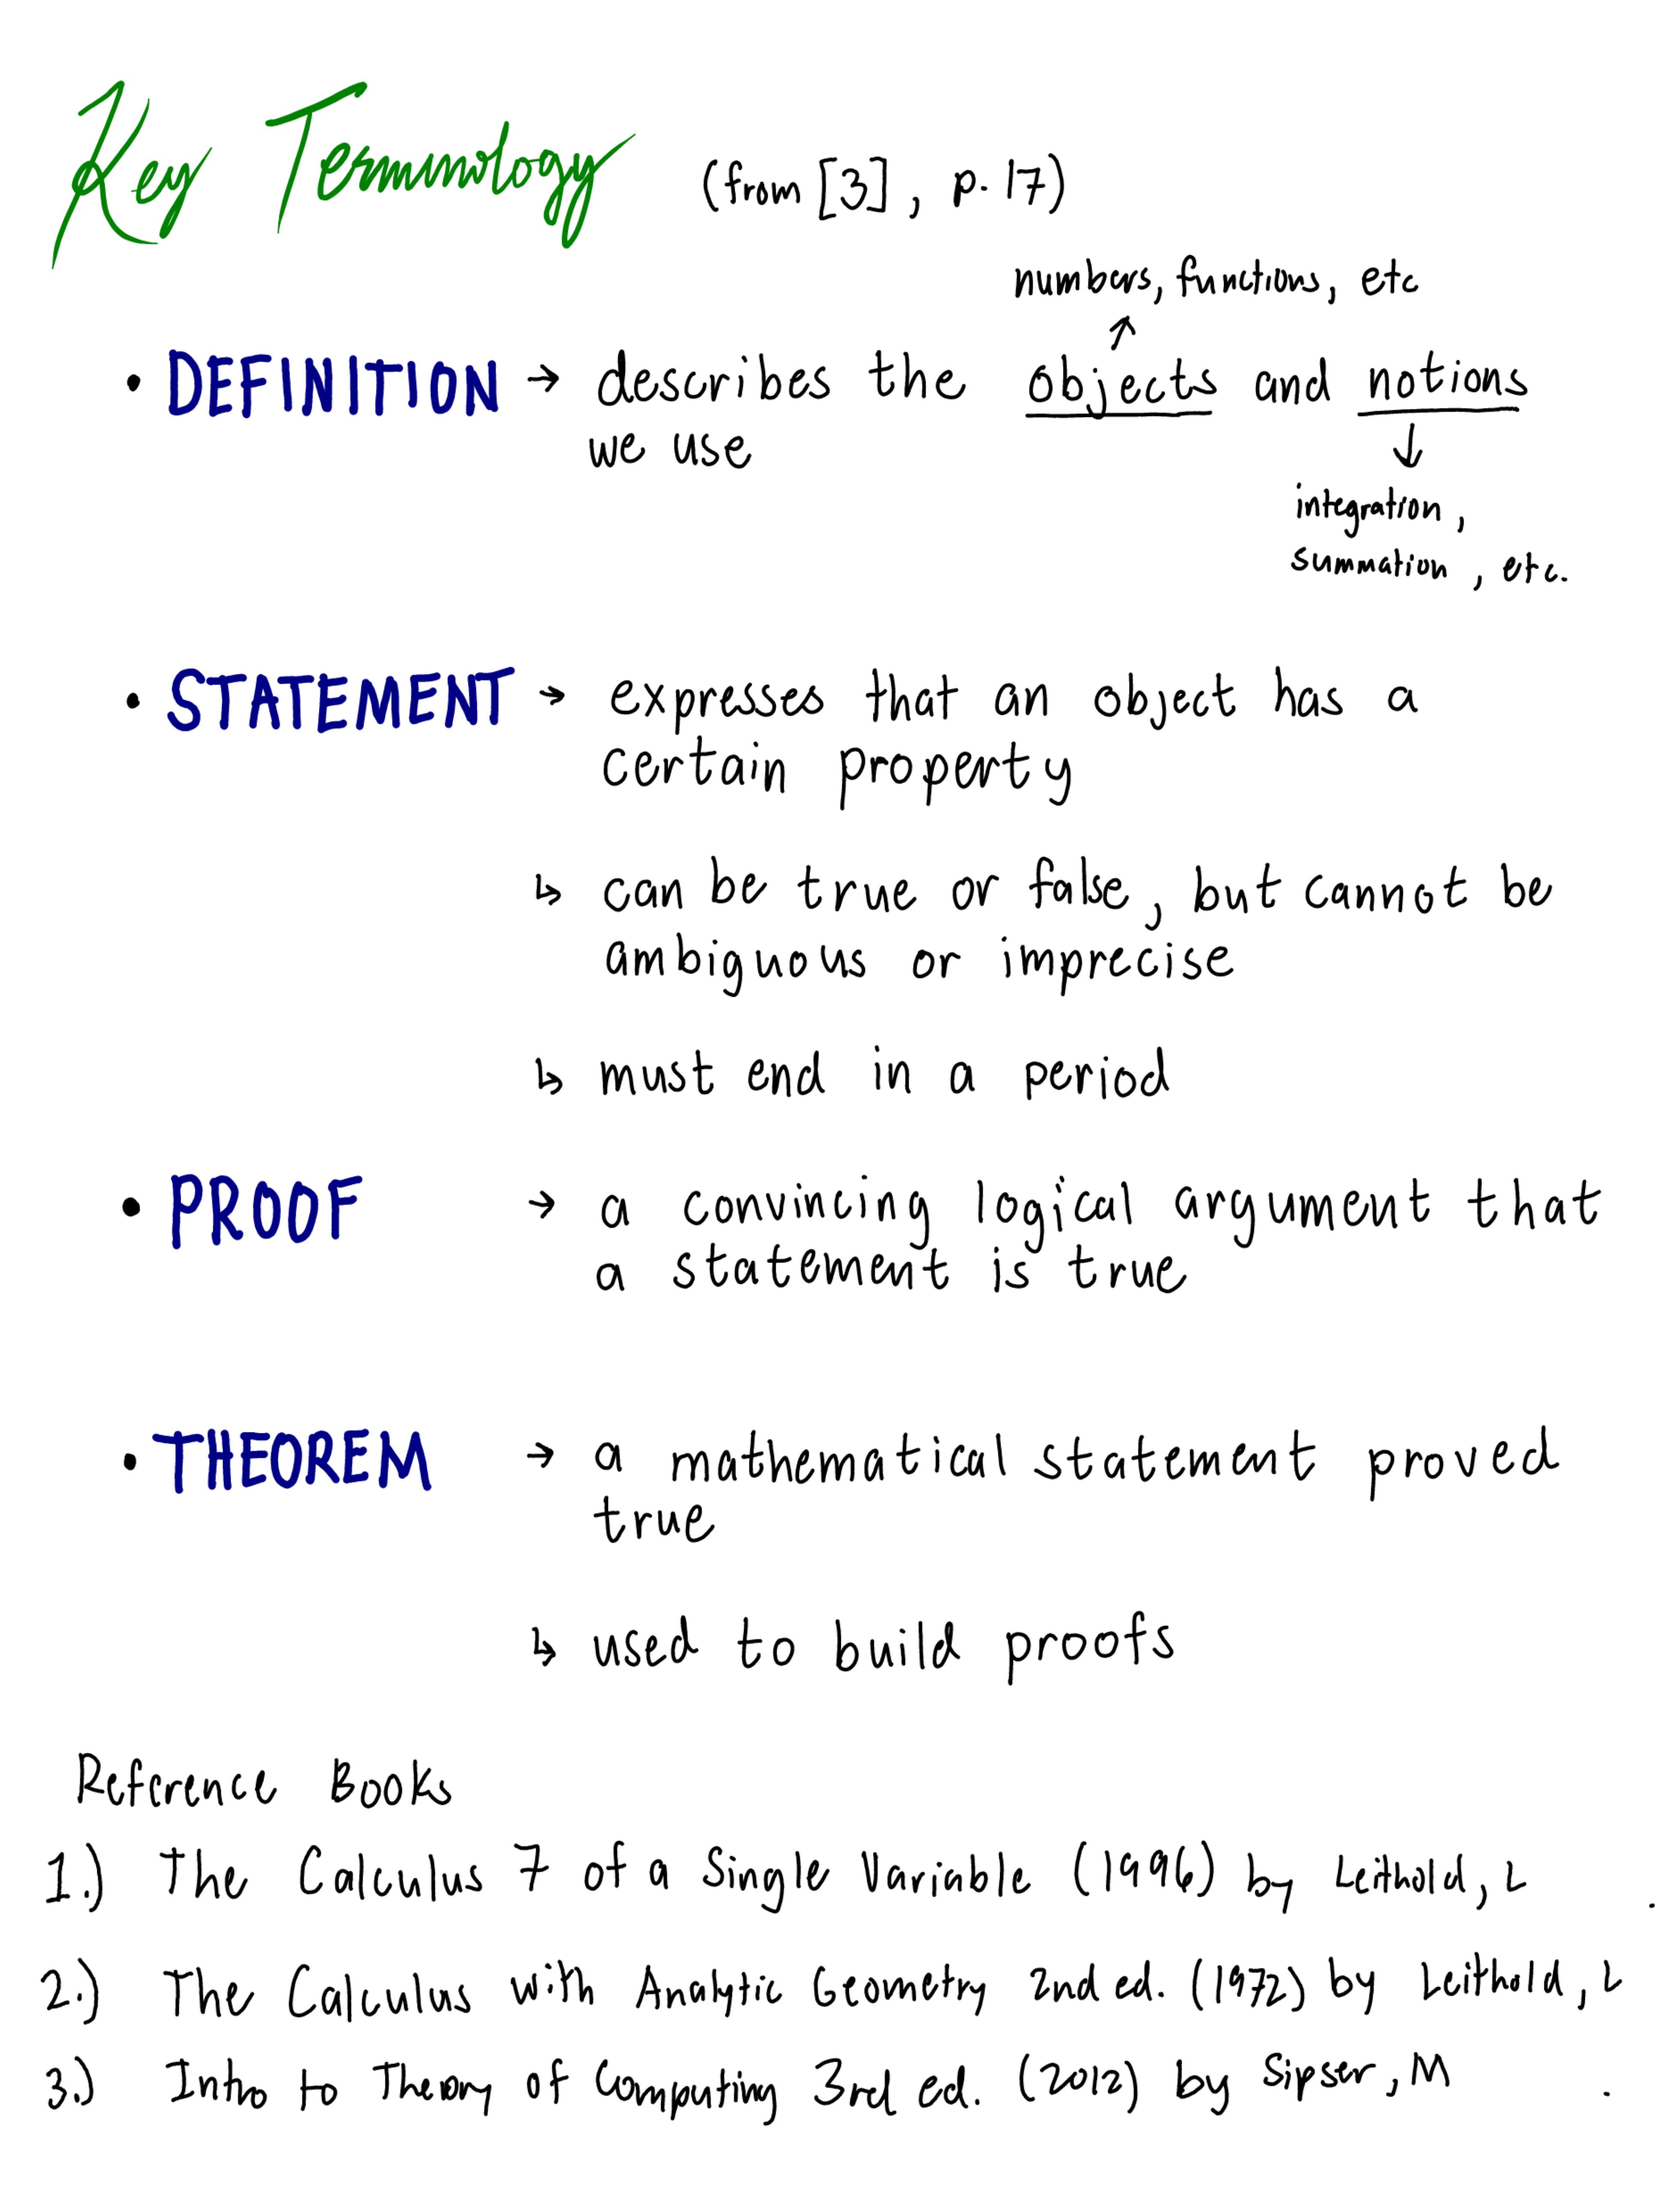 Key Terminology (from [3], p. 17)
numbers, functions, etc
↑
• DEFINITION → describes the objects and notions
we use
↓
integration,
summation, etc.
• STATEMENT → expresses that an object has a
certain property
↳ can be true or false, but cannot be
ambiguous or imprecise
↳ must end in a period
• PROOF → a convincing logical argument that
a statement is true
• THEOREM → a mathematical statement proved
true
↳ used to build proofs
Reference Books
1.) The Calculus 7 of a Single Variable (1996) by Leithold, L
2.) The Calculus with Analytic Geometry 2nd ed. (1972) by Leithold, L
3.) Intro to Theory of Computing 3rd ed. (2012) by Sipser, M